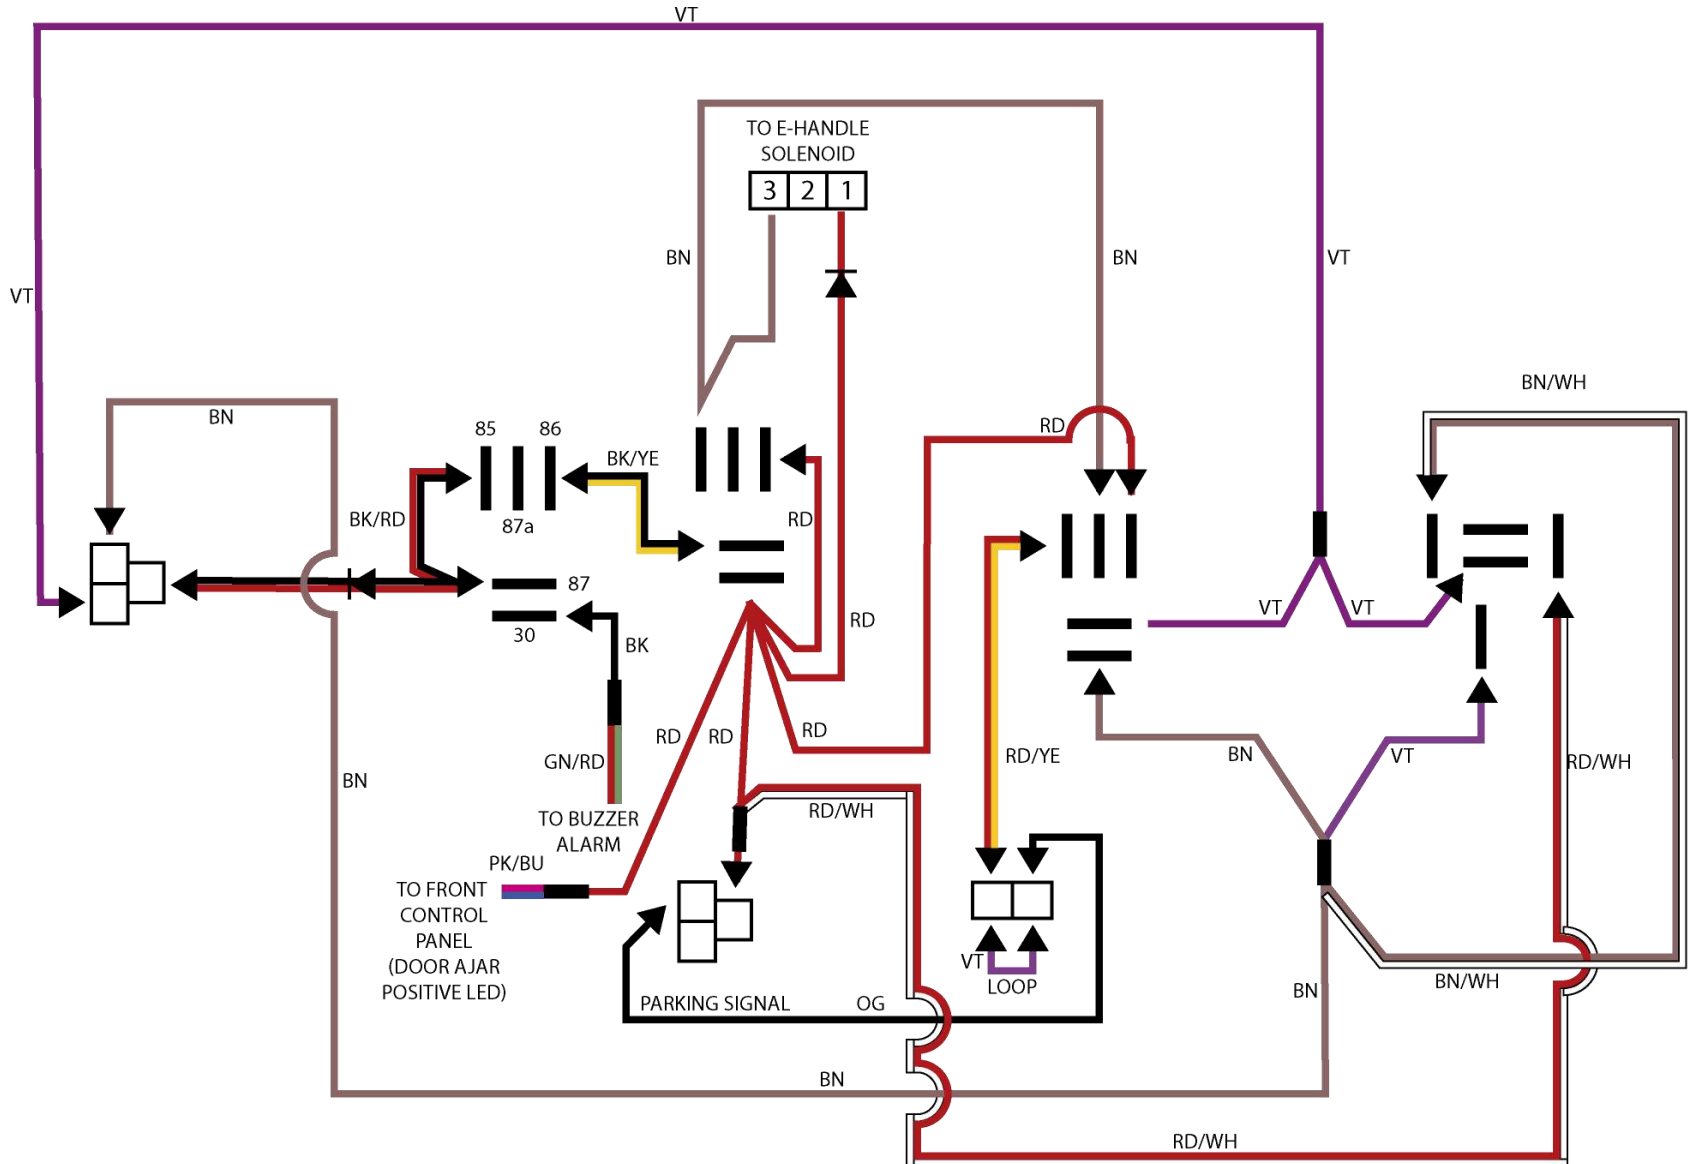 VT
TO E-HANDLE
SOLENOID
3 2 1
BN
BN
VT
VT
BN/WH
BN
85
86
RD
BK/YE
BK/RD
87a
RD
87
30
BK
RD
VT
VT
RD
RD
RD
BN
VT
RD/YE
GN/RD
RD/WH
BN
RD/WH
TO BUZZER
ALARM
PK/BU
TO FRONT
CONTROL
PANEL
(DOOR AJAR
POSITIVE LED)
VT
LOOP
BN/WH
BN
PARKING SIGNAL
OG
BN
RD/WH